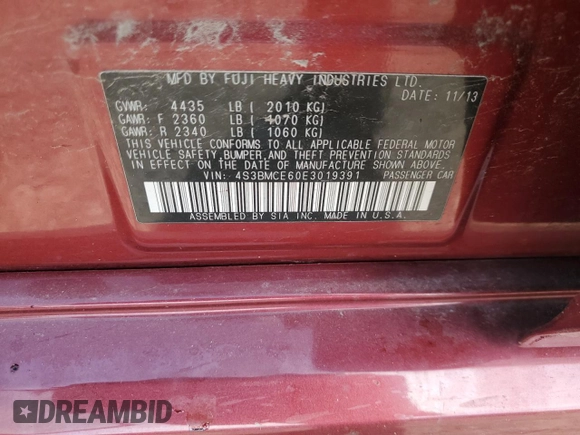 MFD BY FUJI HEAVY INDUSTRIES LTD.
DATE: 11/13
GVWR: 4435 LB ( 2010 KG)
GAWR: F 2360 LB ( 1070 KG)
GAWR: R 2340 LB ( 1060 KG)
THIS VEHICLE CONFORMS TO ALL APPLICABLE FEDERAL MOTOR
VEHICLE SAFETY, BUMPER, AND THEFT PREVENTION STANDARDS
IN EFFECT ON THE DATE OF MANUFACTURE SHOWN ABOVE.
VIN: 4S3BMCE60E3019391 PASSENGER CAR
ASSEMBLED BY SIA INC. MADE IN U.S.A.
DREAMBID